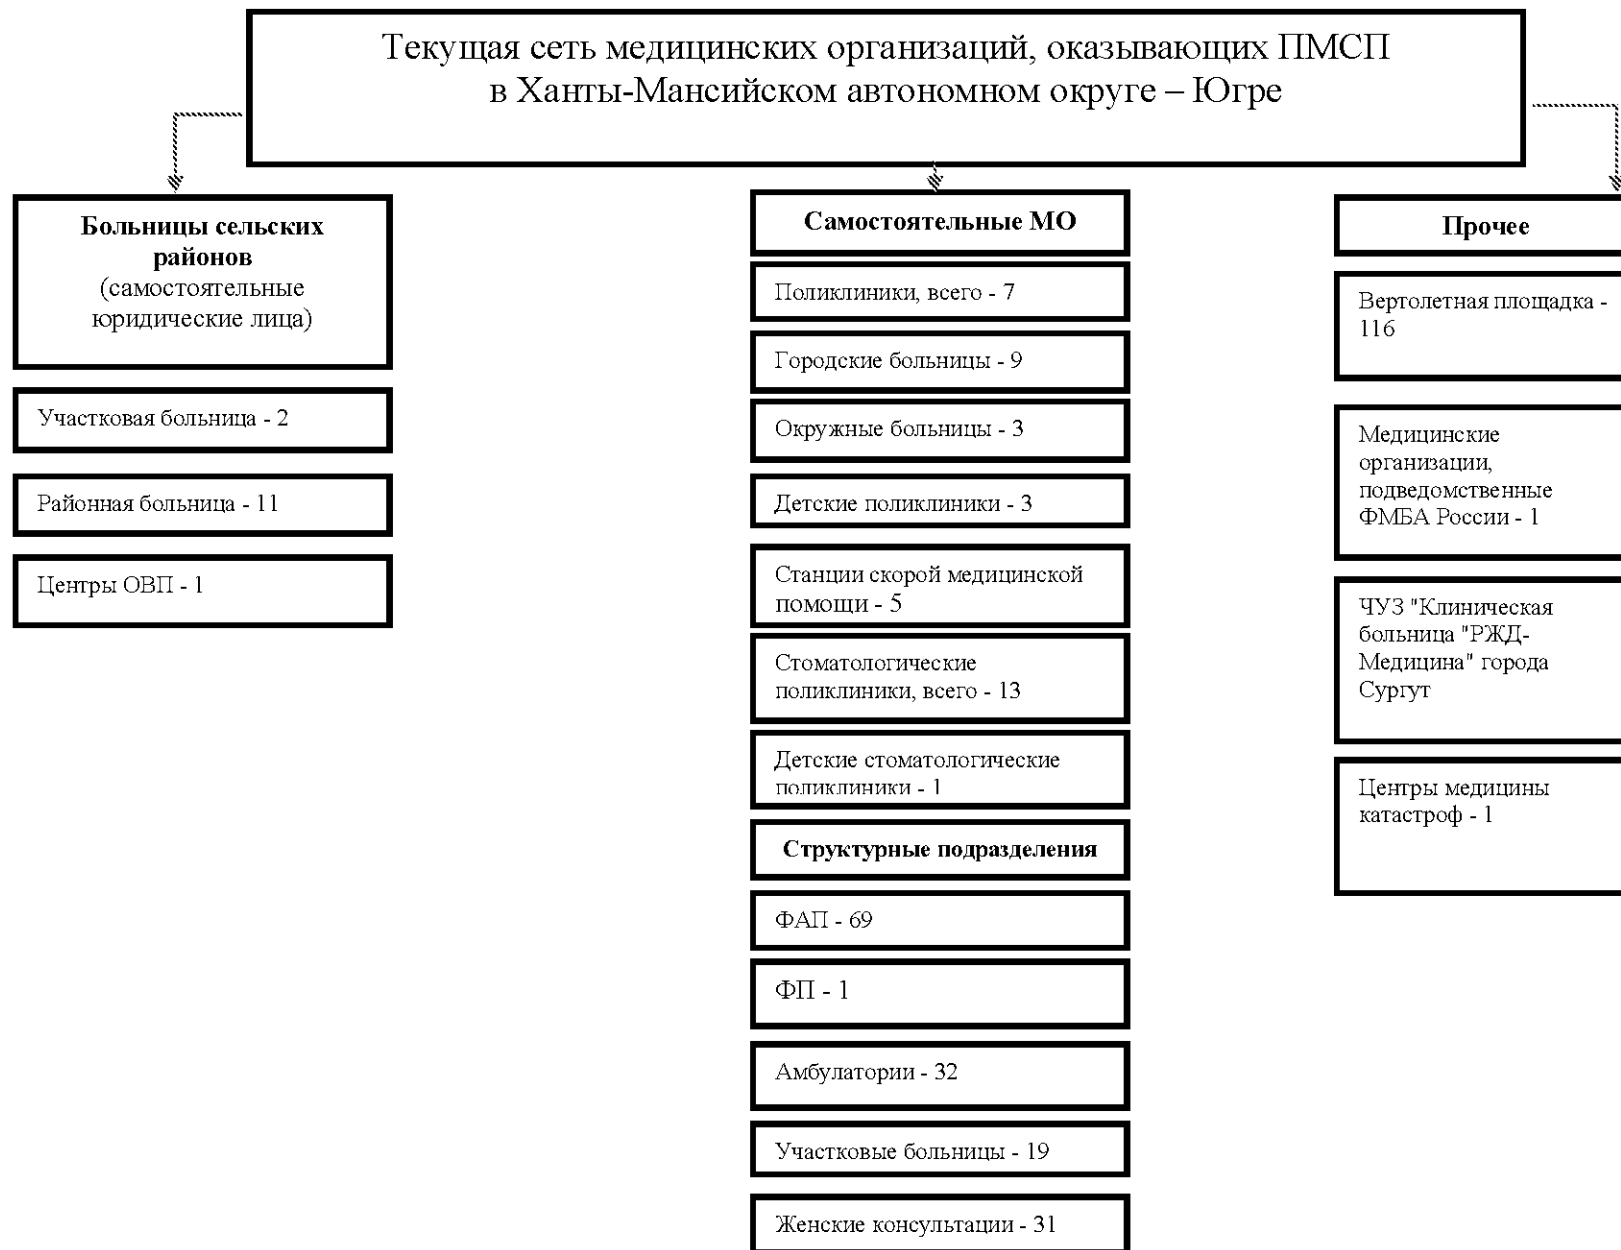 Текущая сеть медицинских организаций, оказывающих ПМСП
в Ханты-Мансийском автономном округе – Югре
Больницы сельских
районов
(самостоятельные
юридические лица)
Участковая больница - 2
Районная больница - 11
Центры ОВП - 1
Самостоятельные МО
Поликлиники, всего - 7
Городские больницы - 9
Окружные больницы - 3
Детские поликлиники - 3
Станции скорой медицинской
помощи - 5
Стоматологические
поликлиники, всего - 13
Детские стоматологические
поликлиники - 1
Структурные подразделения
ФАП - 69
ФП - 1
Амбулатории - 32
Участковые больницы - 19
Женские консультации - 31
Прочее
Вертолетная площадка -
116
Медицинские
организации,
подведомственные
ФМБА России - 1
ЧУЗ "Клиническая
больница "РЖД-
Медицина" города
Сургут
Центры медицины
катастроф - 1